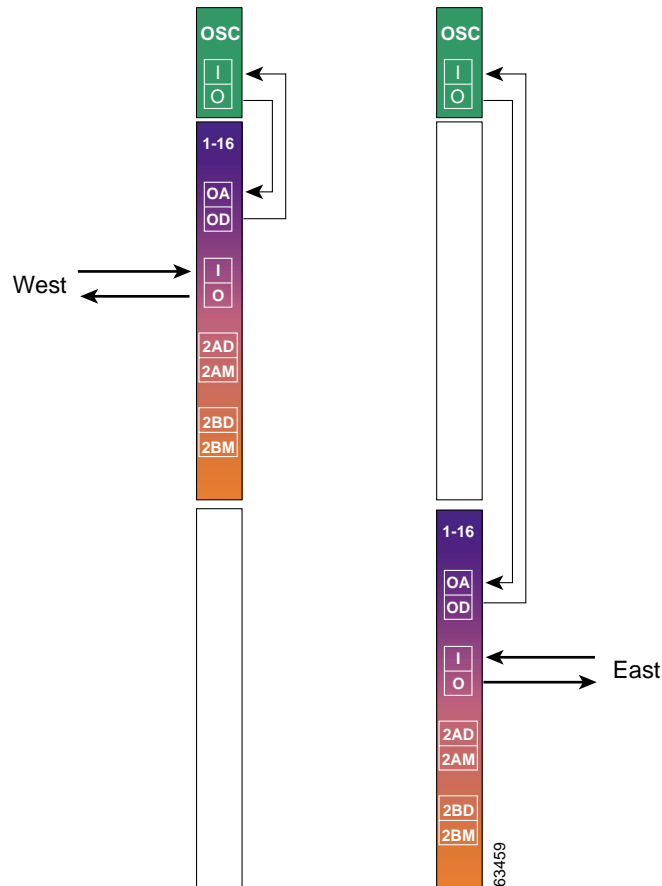 OSC
I
O
1-16
OA
OD
I
O
2AD
2AM
2BD
2BM
West
OSC
I
O
1-16
OA
OD
I
O
2AD
2AM
2BD
2BM
East
63459